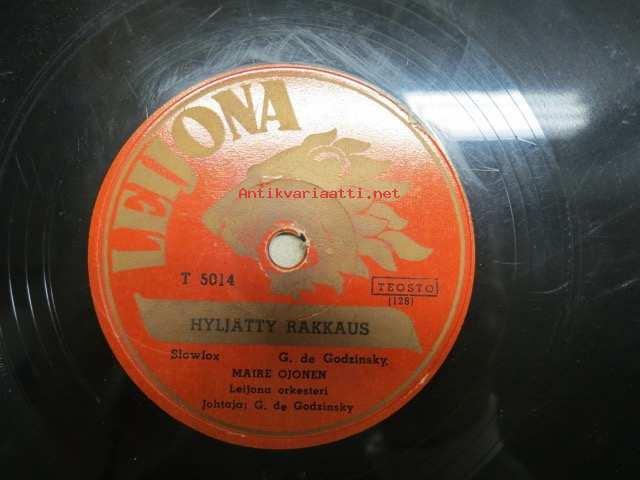 LEIJONA
Antikvariaatti.net
T 5014
TEOSTO
(128)
HYLJÄTTY RAKKAUS
Slowfox G. de Godzinsky,
MAIRE OJONEN
Leijona orkesteri
Johtaja: G. de Godzinsky